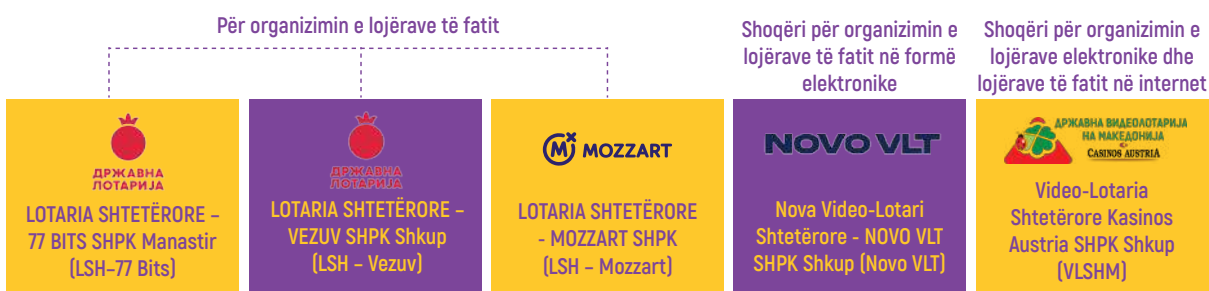 Për organizimin e lojërave të fatit
Shoqëri për organizimin e
lojërave të fatit në formë
elektronike
Shoqëri për organizimin e
lojërave elektronike dhe
lojërave të fatit në internet
ДРЖАВНА
ЛОТАРИЈА
LOTARIA SHTETËRORE –
77 BITS SHPK Manastir
(LSH–77 Bits)
ДРЖАВНА
ЛОТАРИЈА
LOTARIA SHTETËRORE –
VEZUV SHPK Shkup
(LSH – Vezuv)
MOZZART
LOTARIA SHTETËRORE
- MOZZART SHPK
(LSH – Mozzart)
NOVO VLT
Nova Video-Lotari
Shtetërore - NOVO VLT
SHPK Shkup (Novo VLT)
ДРЖАВНА ВИДЕОЛОТАРИЈА
НА МАКЕДОНИЈА
CASINOS AUSTRIA
Video-Lotaria
Shtetërore Kasinos
Austria SHPK Shkup
(VLSHM)